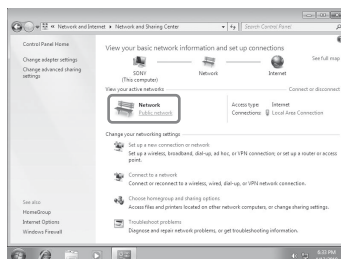 « Network and Internet ▸ Network and Sharing Center
Search Control Panel
Control Panel Home
Change adapter settings
Change advanced sharing
settings
View your basic network information and set up connections
See full map
SONY
(This computer)
Network
Internet
View your active networks
Connect or disconnect
Network
Public network
Access type: Internet
Connections: Local Area Connection
Change your networking settings
Set up a new connection or network
Set up a wireless, broadband, dial-up, ad hoc, or VPN connection; or set up a router or access
point.
Connect to a network
Connect or reconnect to a wireless, wired, dial-up, or VPN network connection.
Choose homegroup and sharing options
Access files and printers located on other network computers, or change sharing settings.
Troubleshoot problems
Diagnose and repair network problems, or get troubleshooting information.
See also
HomeGroup
Internet Options
Windows Firewall
8:33 PM